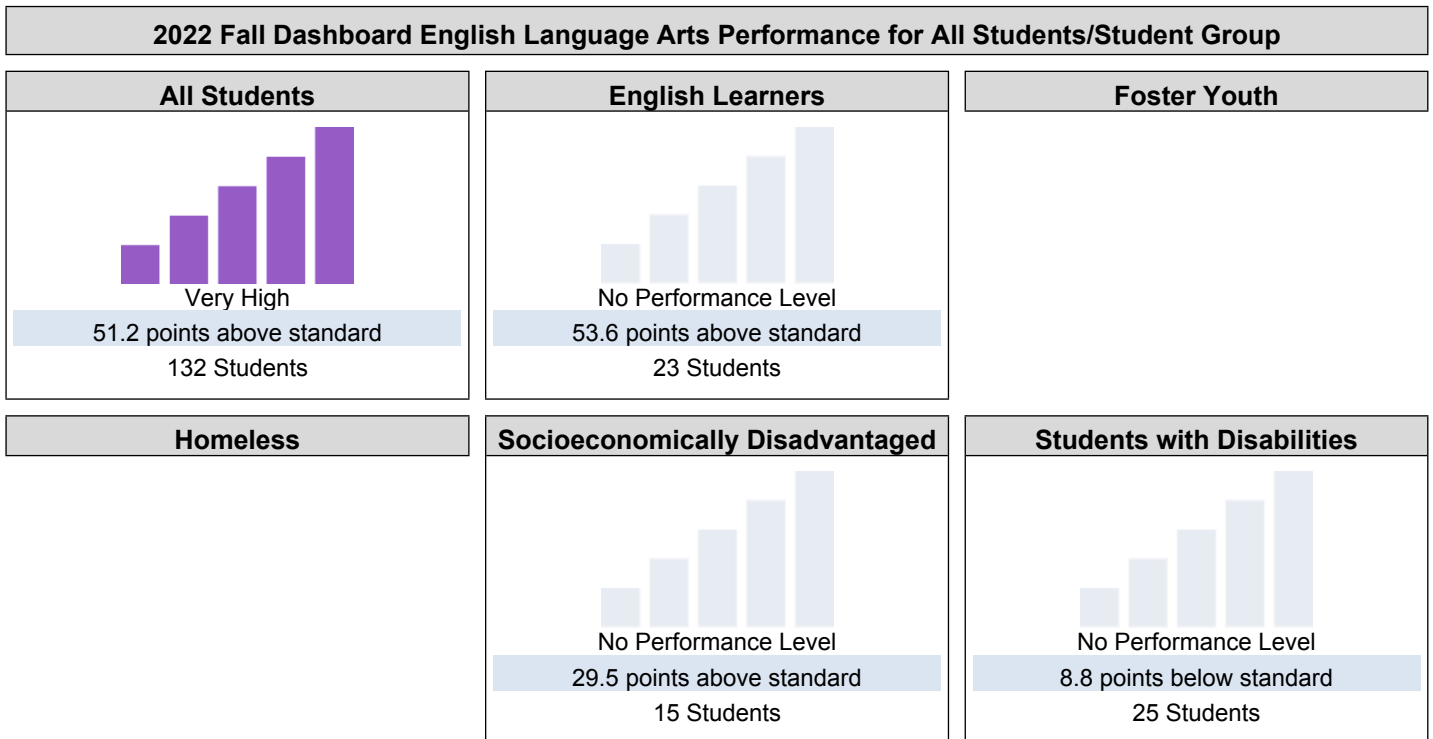 2022 Fall Dashboard English Language Arts Performance for All Students/Student Group
All Students
Very High
51.2 points above standard
132 Students
English Learners
No Performance Level
53.6 points above standard
23 Students
Foster Youth
Homeless
Socioeconomically Disadvantaged
No Performance Level
29.5 points above standard
15 Students
Students with Disabilities
No Performance Level
8.8 points below standard
25 Students